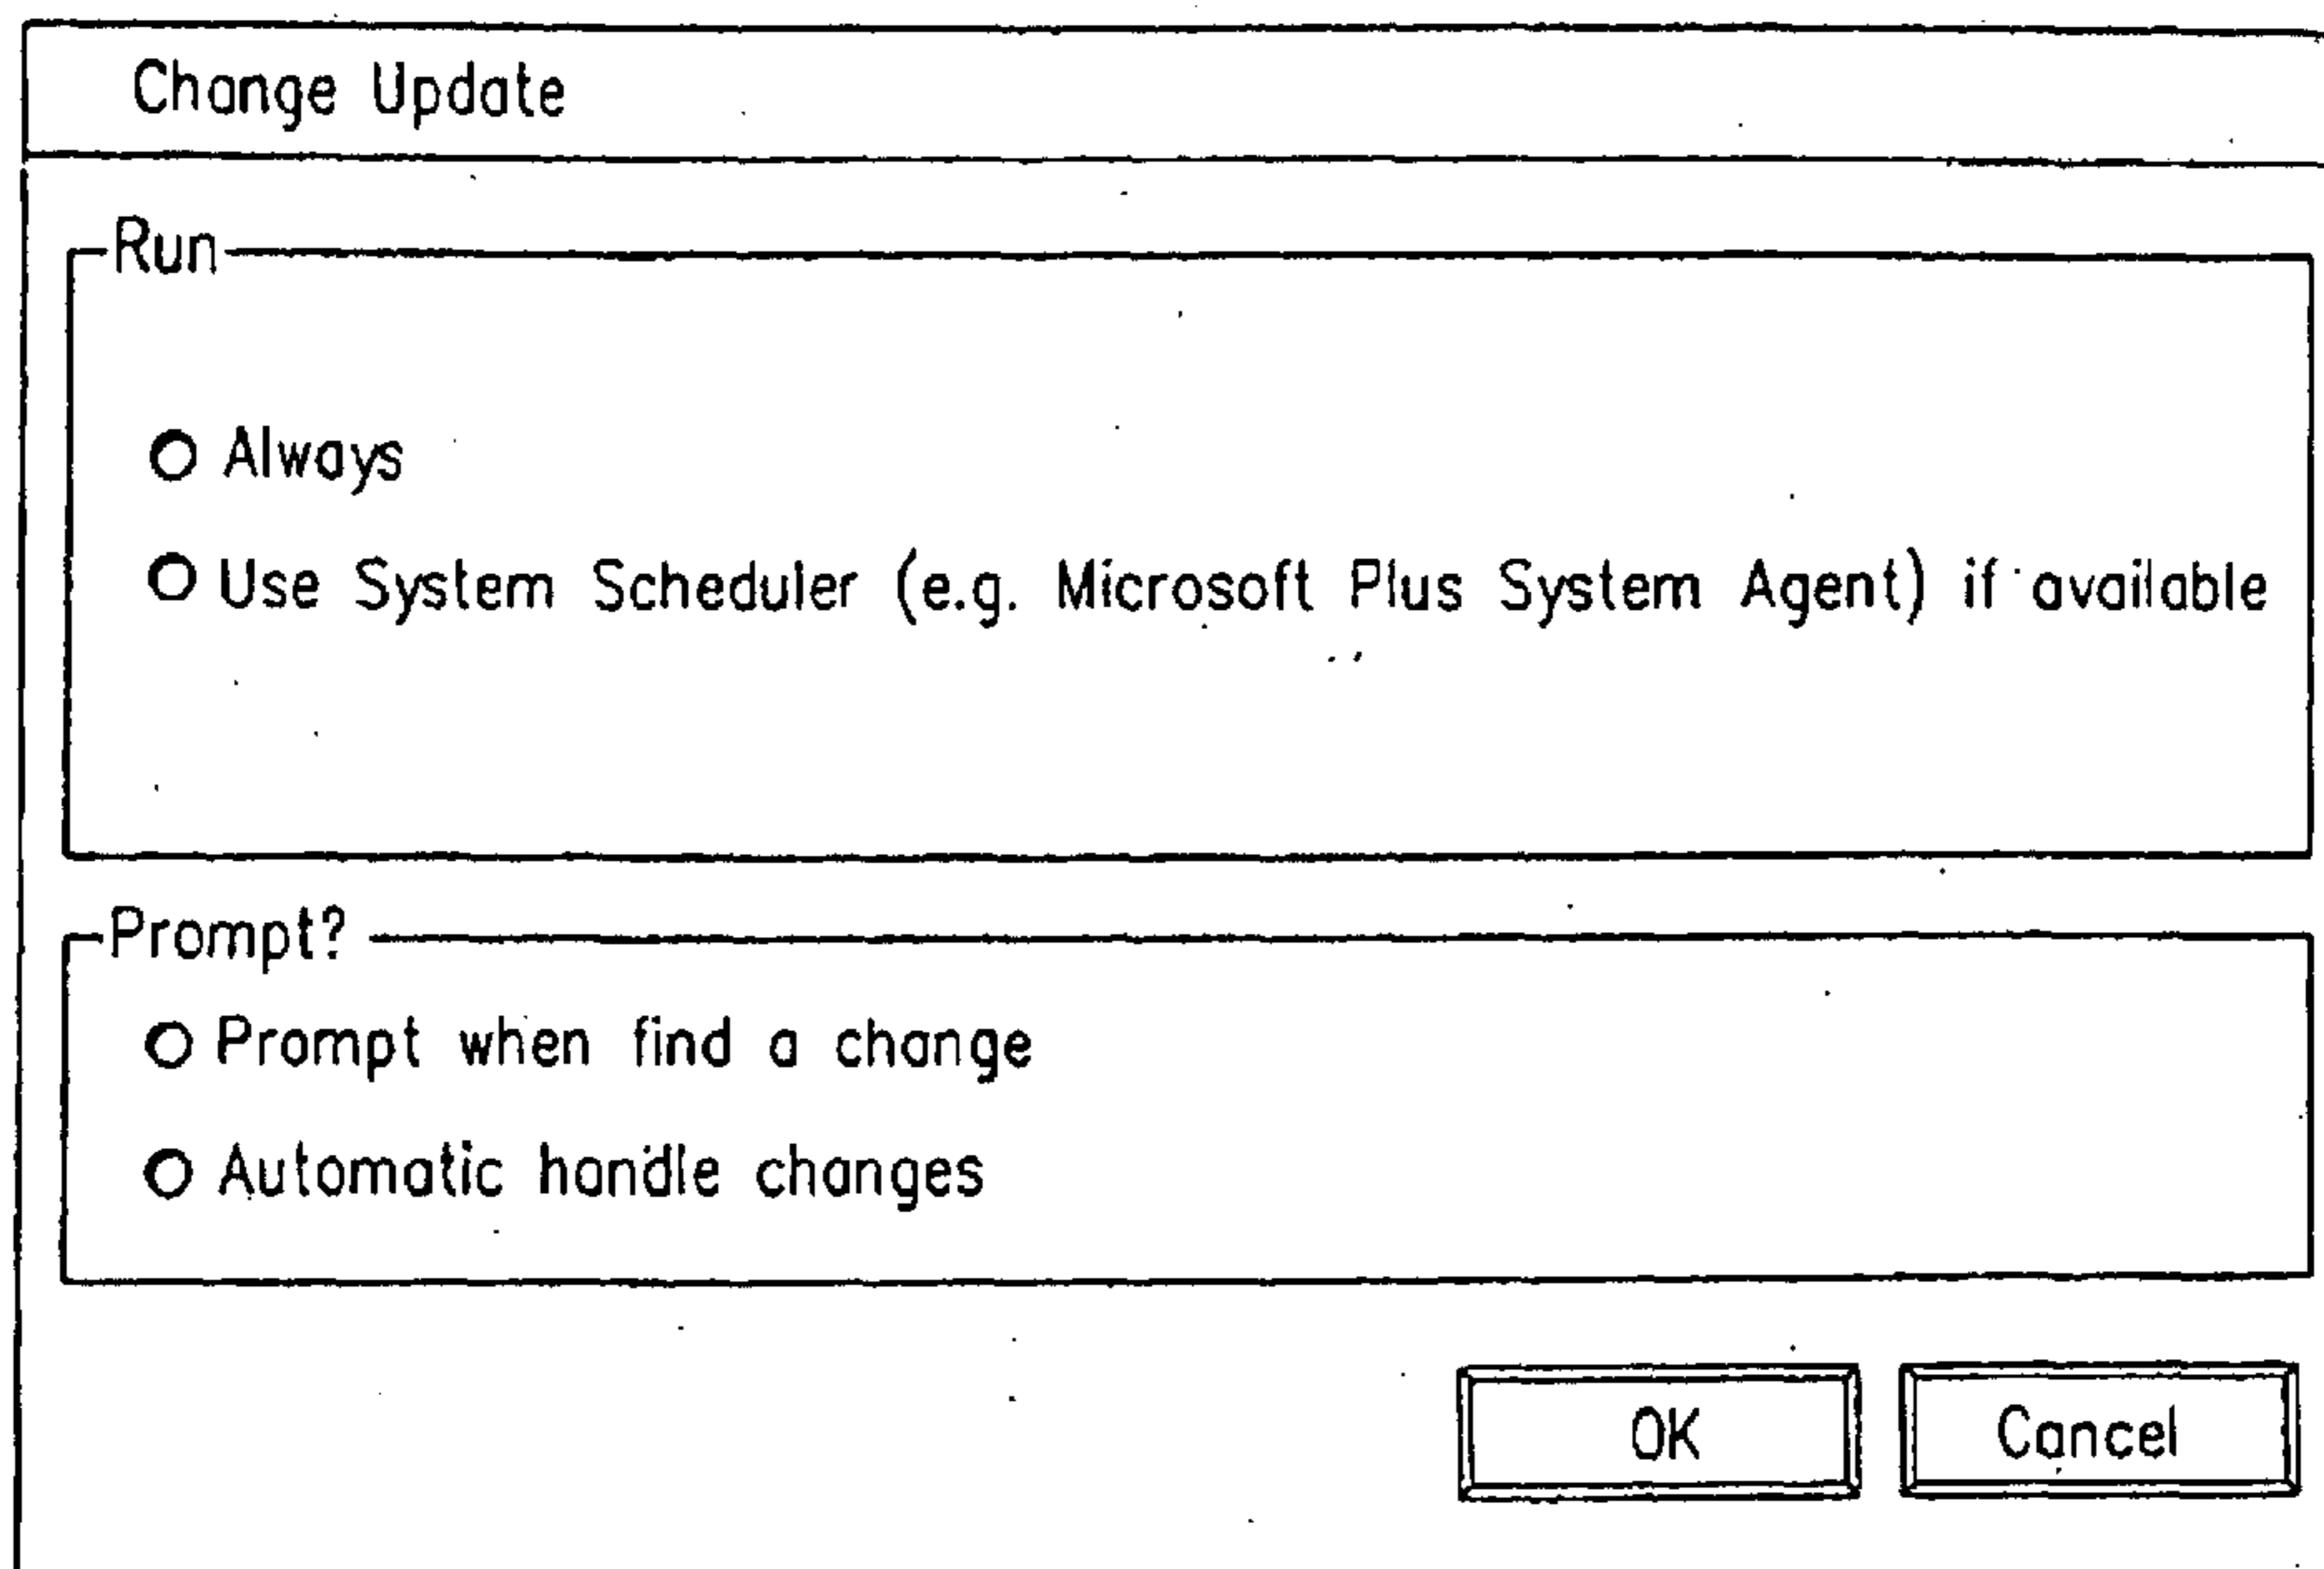 Change Update
Run
Always
Use System Scheduler (e.g. Microsoft Plus System Agent) if available
Prompt?
Prompt when find a change
Automatic handle changes
OK Cancel